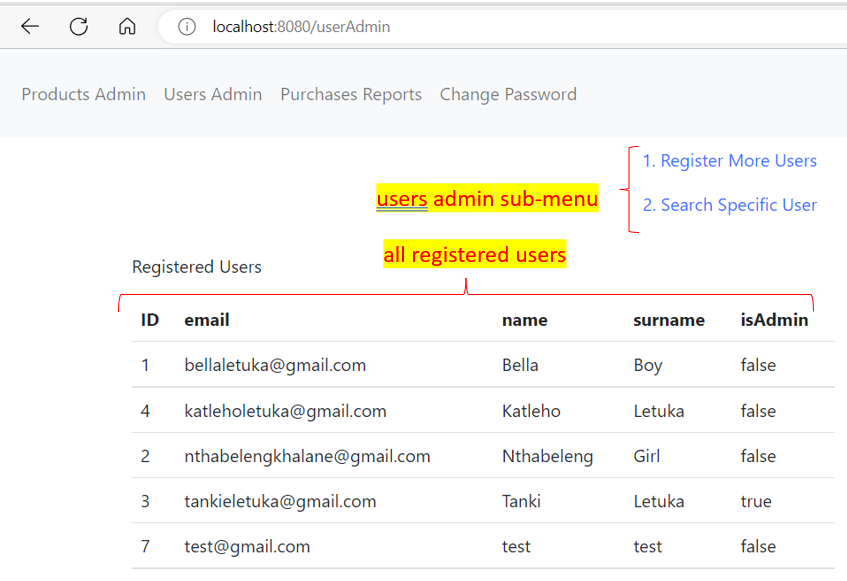 localhost:8080/userAdmin
Products Admin Users Admin Purchases Reports Change Password
1. Register More Users
users admin sub-menu
2. Search Specific User
all registered users
Registered Users
ID email name surname isAdmin
1 bellaletuka@gmail.com Bella Boy false
4 katleholetuka@gmail.com Katleho Letuka false
2 nthabelengkhalane@gmail.com Nthabeleng Girl false
3 tankieletuka@gmail.com Tanki Letuka true
7 test@gmail.com test test false